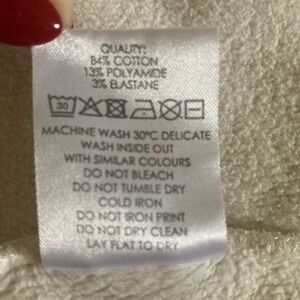 QUALITY:
84% COTTON
13% POLYAMIDE
3% ELASTANE
30
MACHINE WASH 30°C DELICATE
WASH INSIDE OUT
WITH SIMILAR COLOURS
DO NOT BLEACH
DO NOT TUMBLE DRY
COLD IRON
DO NOT IRON PRINT
DO NOT DRY CLEAN
LAY FLAT TO DRY